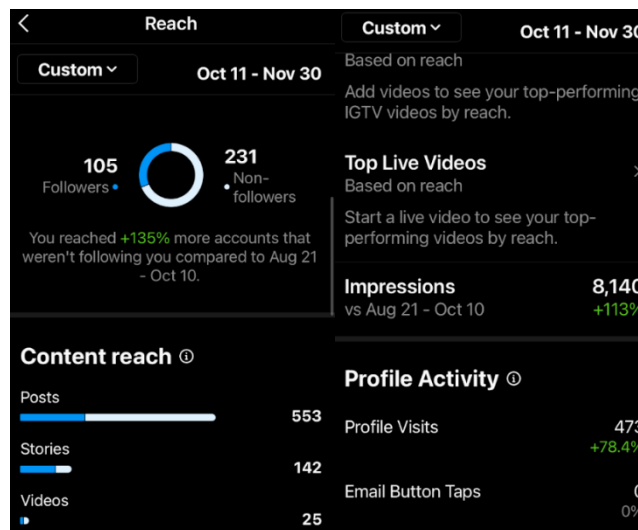 Reach
Custom
Oct 11 - Nov 30
105
Followers
231
Non-
followers
You reached +135% more accounts that
weren't following you compared to Aug 21
- Oct 10.
Content reach
Posts
553
Stories
142
Videos
25
Custom
Oct 11 - Nov 30
Based on reach
Add videos to see your top-performing
IGTV videos by reach.
Top Live Videos
Based on reach
Start a live video to see your top-
performing videos by reach.
Impressions
8,140
vs Aug 21 - Oct 10
+113%
Profile Activity
Profile Visits
473
+78.4%
Email Button Taps
0
0%